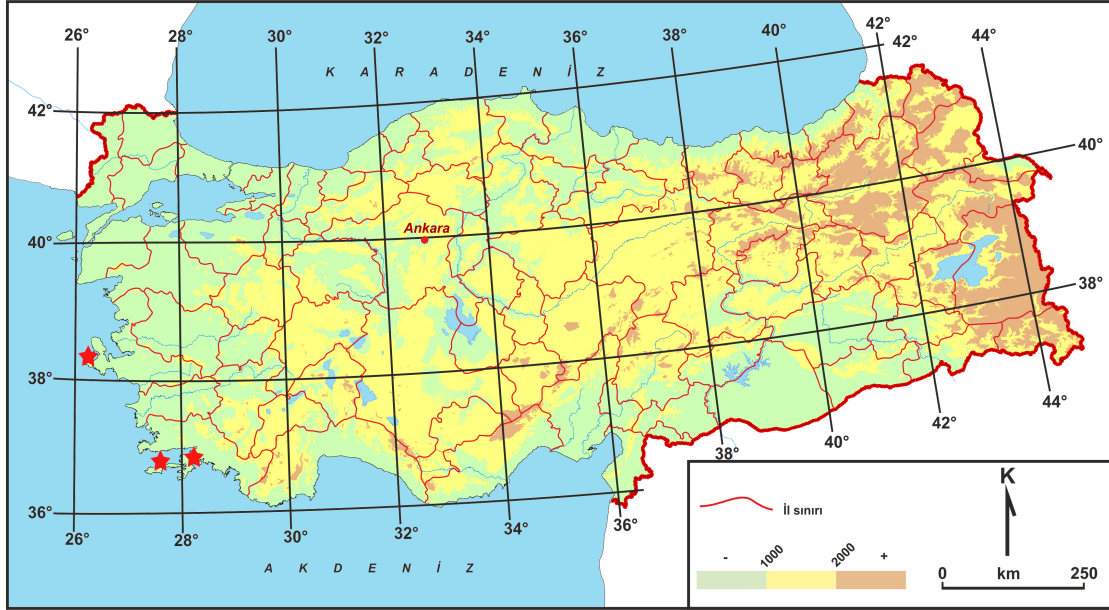 26° 28° 30° 32° 34° 36° 38° 40° 42° 44°
42°
K A R A D E N İ Z
42°
40°
Ankara
40°
38°
38°
44°
42°
40°
38°
36°
36°
26° 28° 30° 32° 34°
A K D E N İ Z
K
İl sınırı
- 1000 2000 +
0 km 250